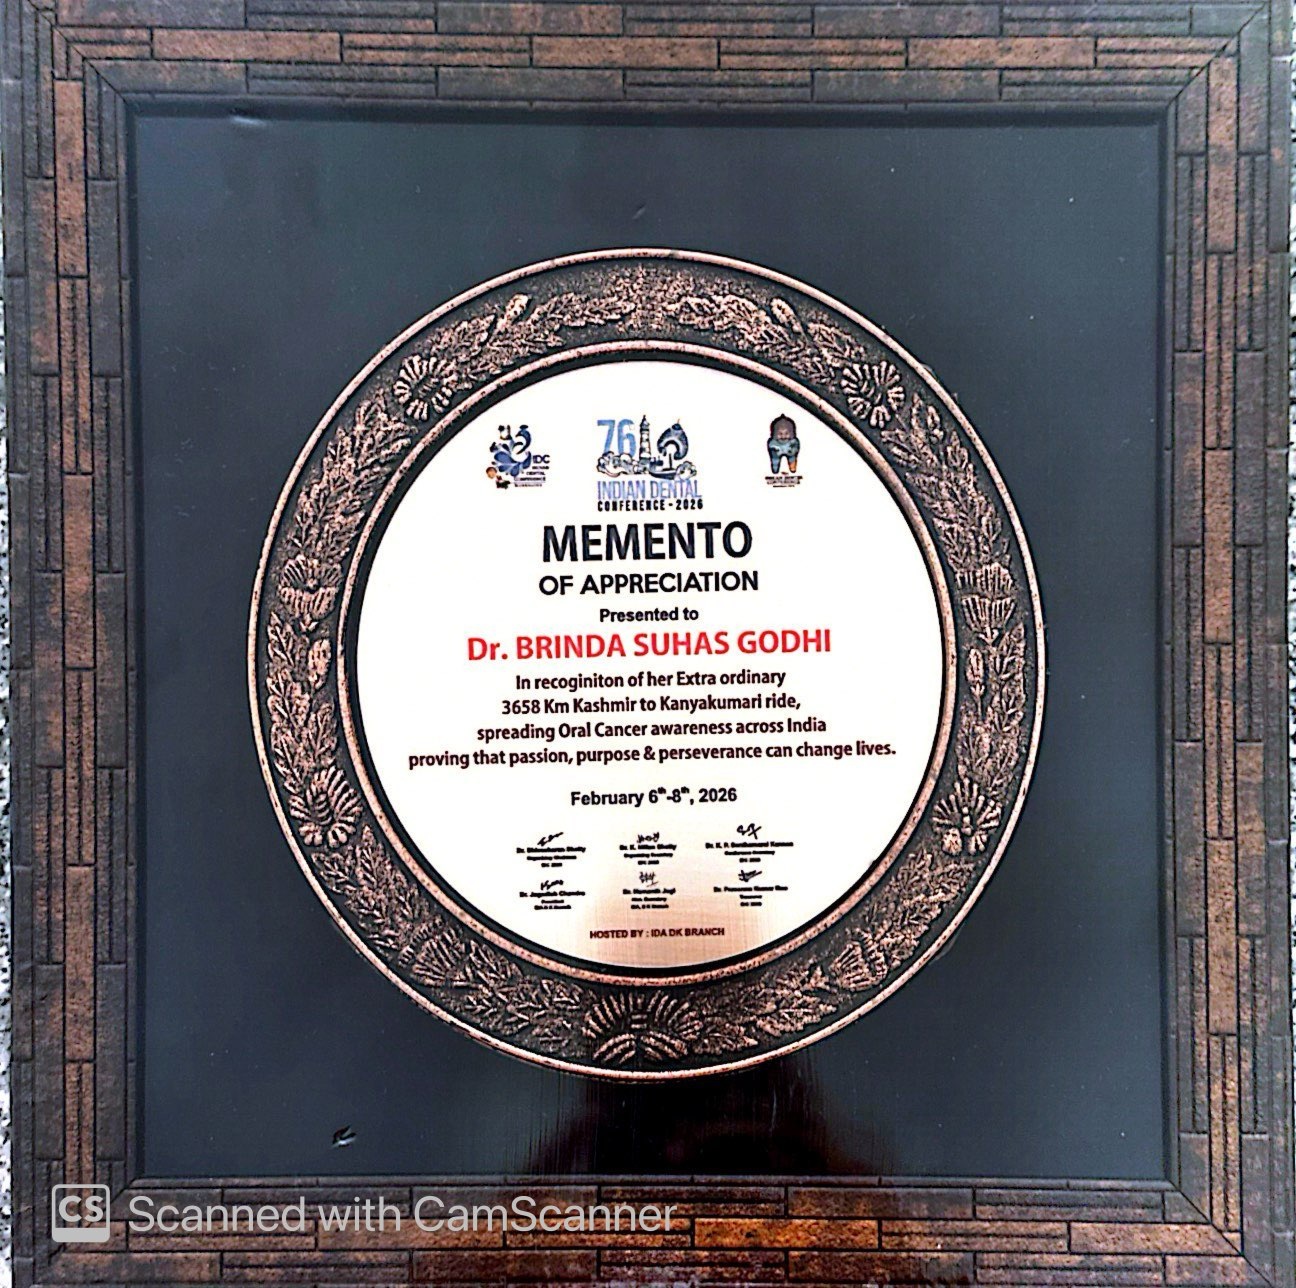 IDC
76
INDIAN DENTAL
CONFERENCE - 2026
MEMENTO
OF APPRECIATION
Presented to
Dr. BRINDA SUHAS GODHI
In recoginiton of her Extra ordinary
3658 Km Kashmir to Kanyakumari ride,
spreading Oral Cancer awareness across India
proving that passion, purpose & perseverance can change lives.
February 6th-8th, 2026
HOSTED BY : IDA DK BRANCH
CS Scanned with CamScanner